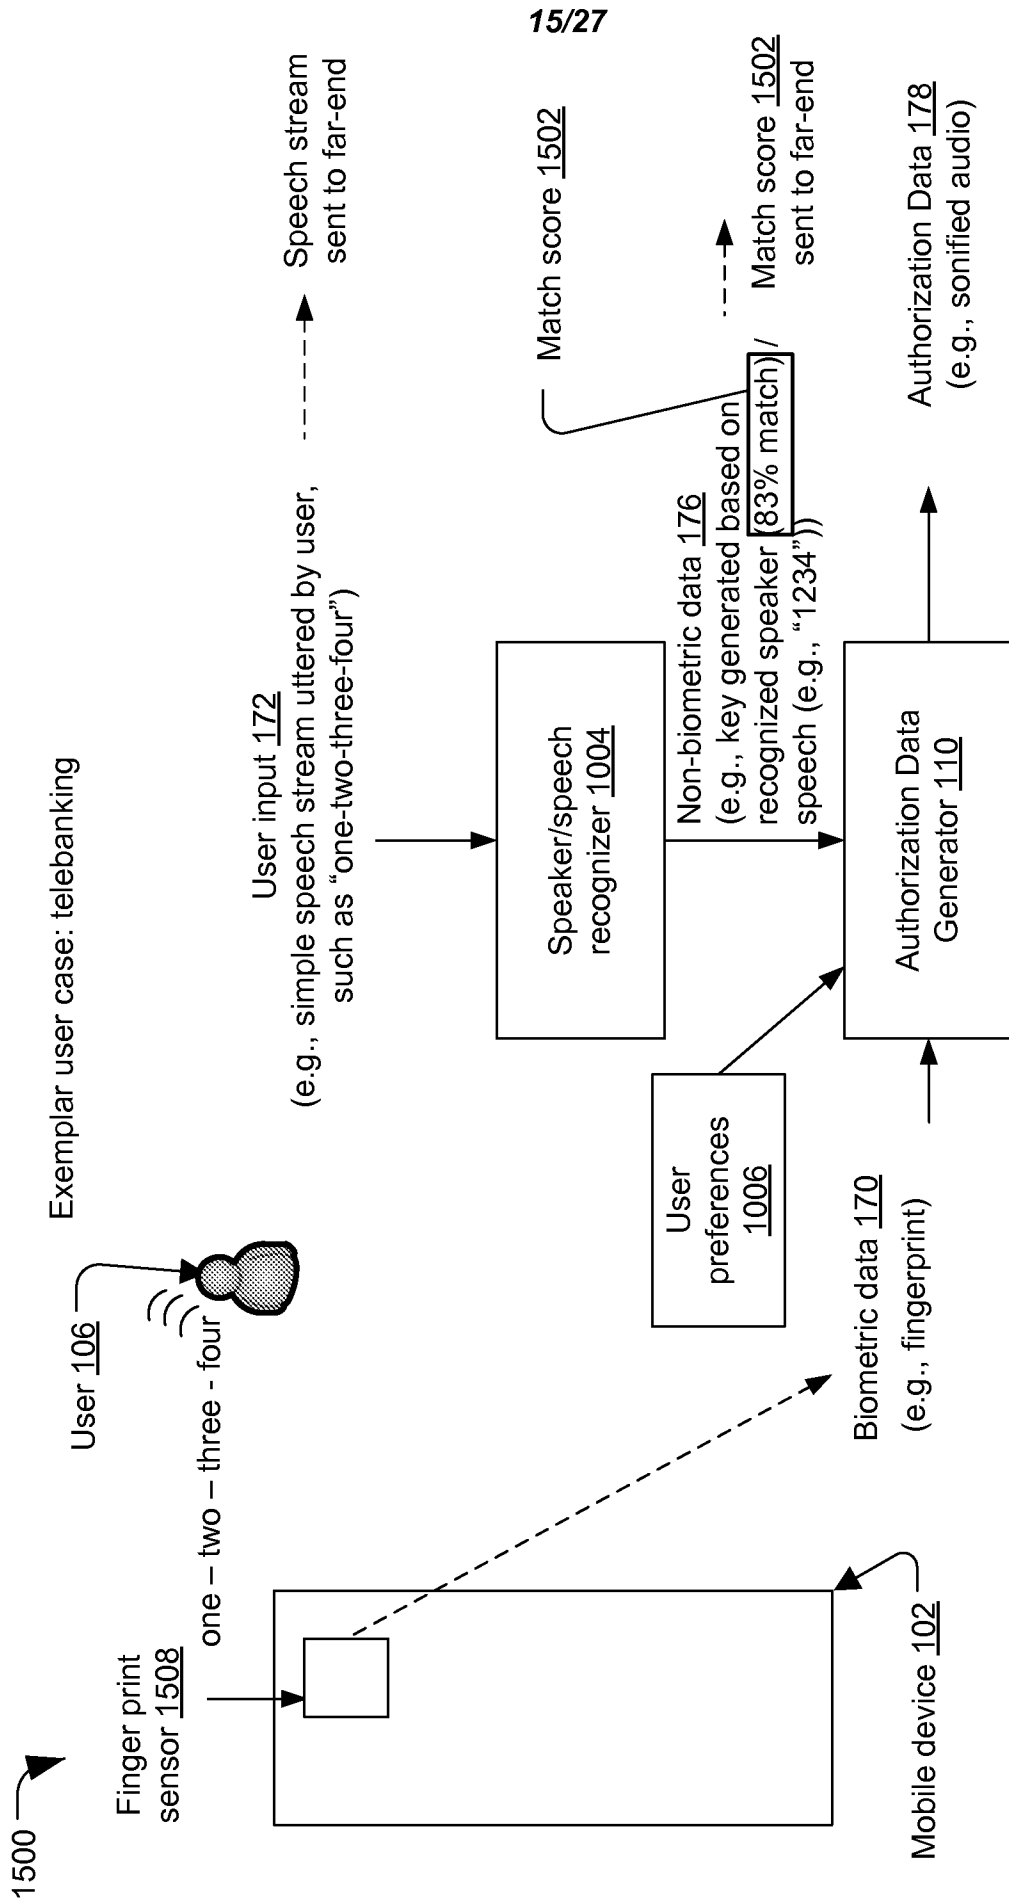 15/27
1500
Exemplar user case: telebanking
User 106
Finger print
sensor 1508
one – two – three - four
User input 172
(e.g., simple speech stream uttered by user,
such as “one-two-three-four”)
Speech stream
sent to far-end
Speaker/speech
recognizer 1004
Match score 1502
Non-biometric data 176
(e.g., key generated based on
recognized speaker (83% match) /
speech (e.g., “1234”))
Match score 1502
sent to far-end
User
preferences
1006
Biometric data 170
(e.g., fingerprint)
Authorization Data
Generator 110
Authorization Data 178
(e.g., sonified audio)
Mobile device 102